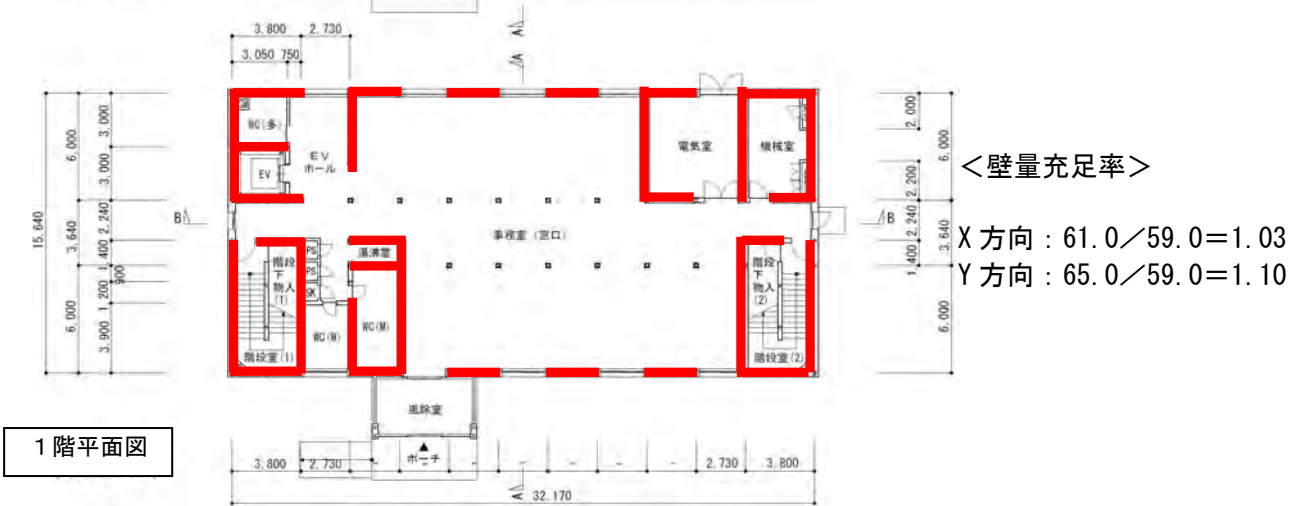 3.800 2.730
3.050 750
A
A
WC(多)
EV
ホール
EV
電気室
機械室
B
B
事務室(窓口)
階段
下
物入
(1)
PS
PS
SK
湯沸室
WC(W)
WC(M)
階段室(1)
階段
下
物入
(2)
階段室(2)
風除室
ポーチ
15.640
6.000
3.640
6.000
3.000
3.000
2.240
1.400
900
1.200
3.900
2.000
2.200
2.240
1.400
6.000
3.640
6.000
<壁量充足率>
X方向:61.0/59.0=1.03
Y方向:65.0/59.0=1.10
1階平面図
3.800 2.730 2.730 3.800
A 32.170